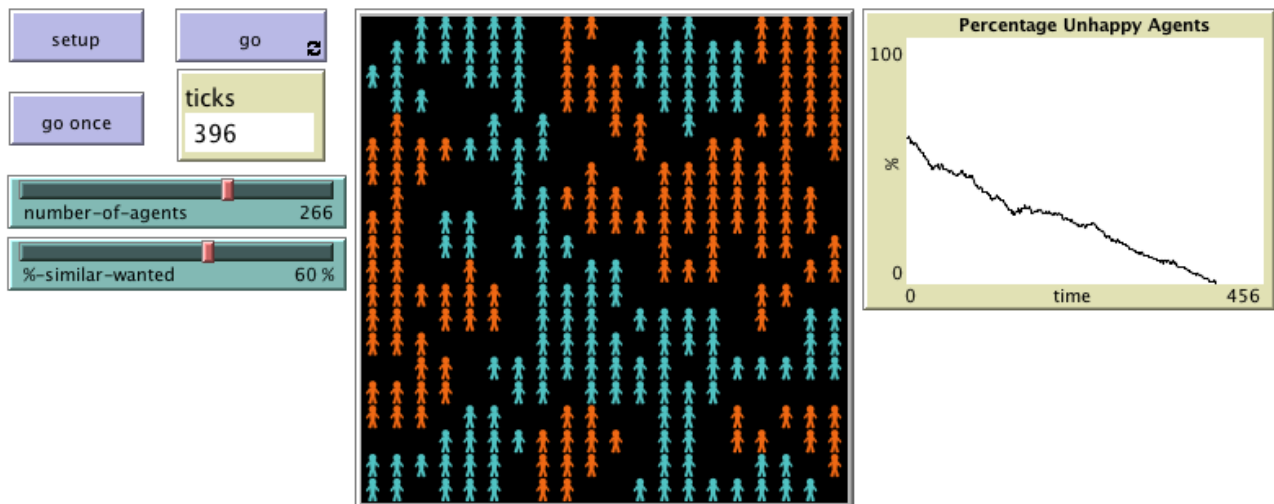 setup
go
go once
ticks
396
number-of-agents 266
%-similar-wanted 60 %
Percentage Unhappy Agents
100
%
0
0 time 456